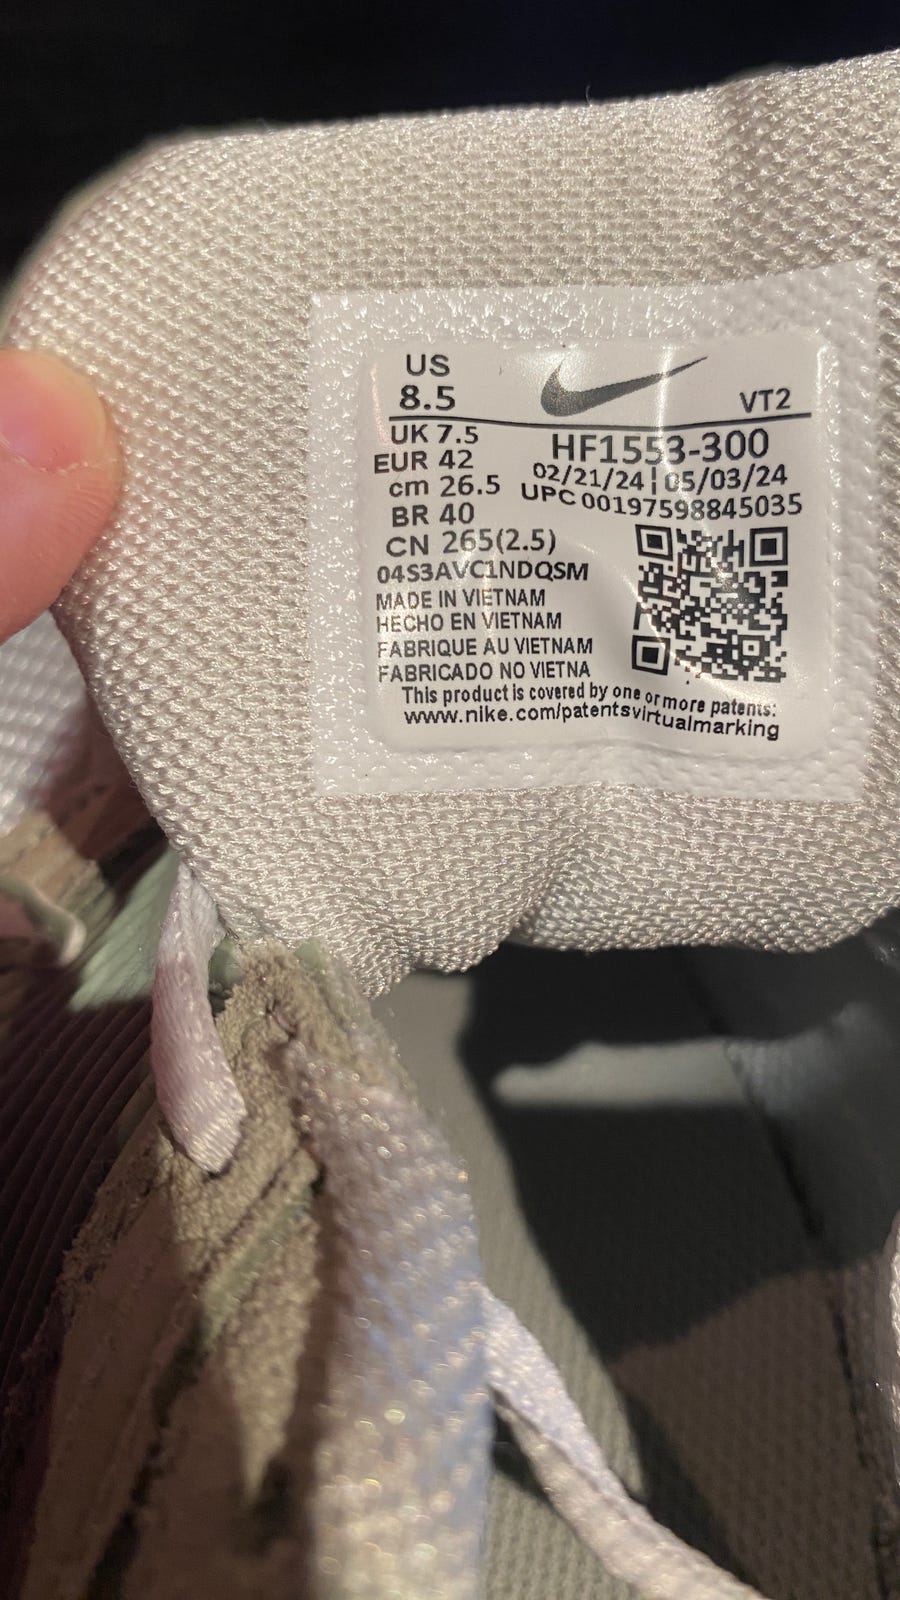 US
8.5
VT2
UK 7.5
HF1553-300
EUR 42
02/21/24 | 05/03/24
cm 26.5
UPC 00197598845035
BR 40
CN 265(2.5)
04S3AVC1NDQSM
MADE IN VIETNAM
HECHO EN VIETNAM
FABRIQUE AU VIETNAM
FABRICADO NO VIETNA
This product is covered by one or more patents:
www.nike.com/patentsvirtualmarking